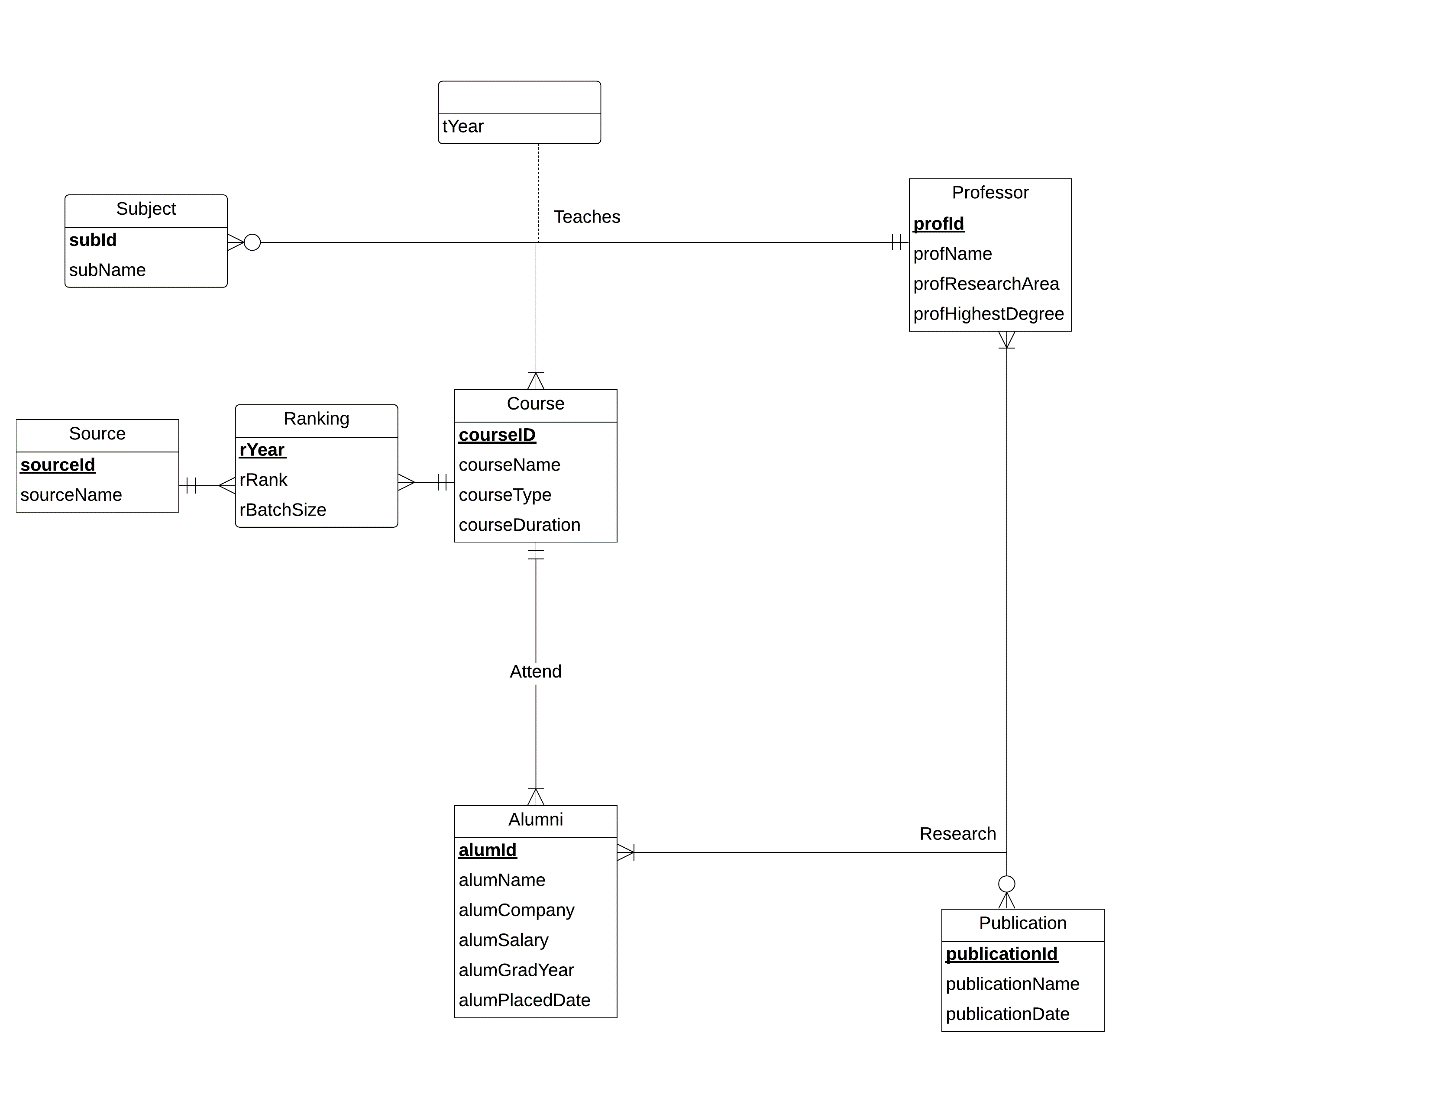 tYear
Teaches
Subject
subId
subName
Professor
profId
profName
profResearchArea
profHighestDegree
Source
sourceId
sourceName
Ranking
rYear
rRank
rBatchSize
Course
courseID
courseName
courseType
courseDuration
Attend
Alumni
alumId
alumName
alumCompany
alumSalary
alumGradYear
alumPlacedDate
Research
Publication
publicationId
publicationName
publicationDate